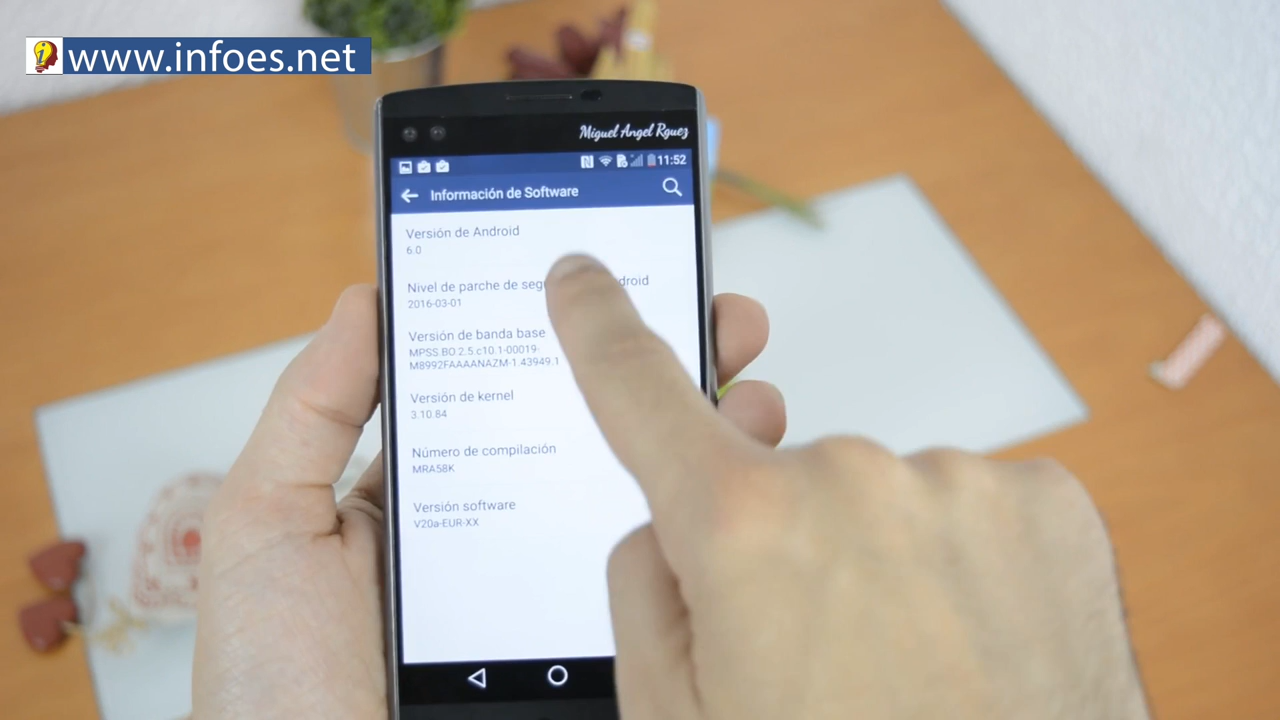 www.infoes.net
Miguel Angel Rguez
11:52
Información de Software
Versión de Android
6.0
Nivel de parche de
2016-03-01
Versión de banda base
MPSS.BO.2.5.c10.1-00019-
M8992FAAAANAZM-1.43949.1
Versión de kernel
3.10.84
Número de compilación
MRA58K
Versión software
V20a-EUR-XX